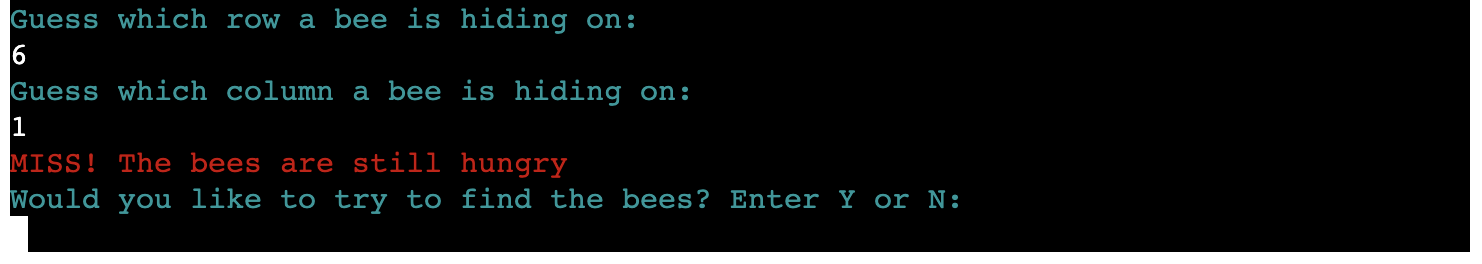 Guess which row a bee is hiding on:
6
Guess which column a bee is hiding on:
1
MISS! The bees are still hungry
Would you like to try to find the bees? Enter Y or N: